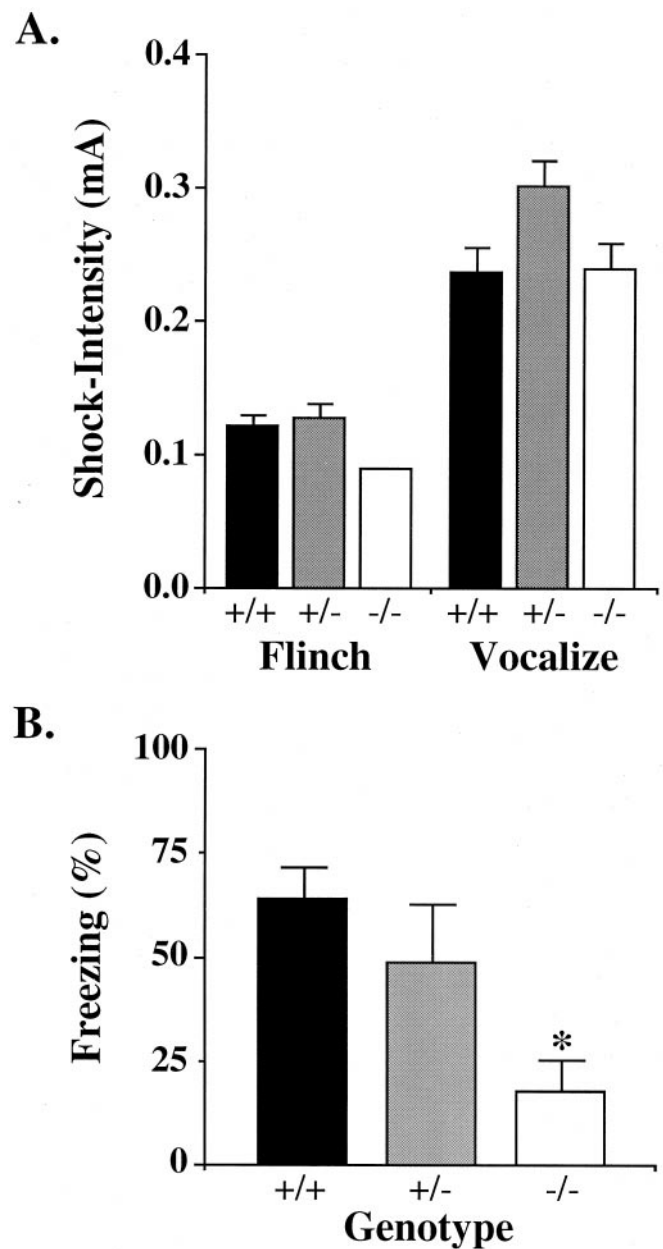 A.
Shock-Intensity (mA)
0.4
0.3
0.2
0.1
0.0
+/+ +/- -/- +/+ +/- -/-
Flinch Vocalize
B.
Freezing (%)
100
75
50
25
0
*
+/+ +/- -/-
Genotype